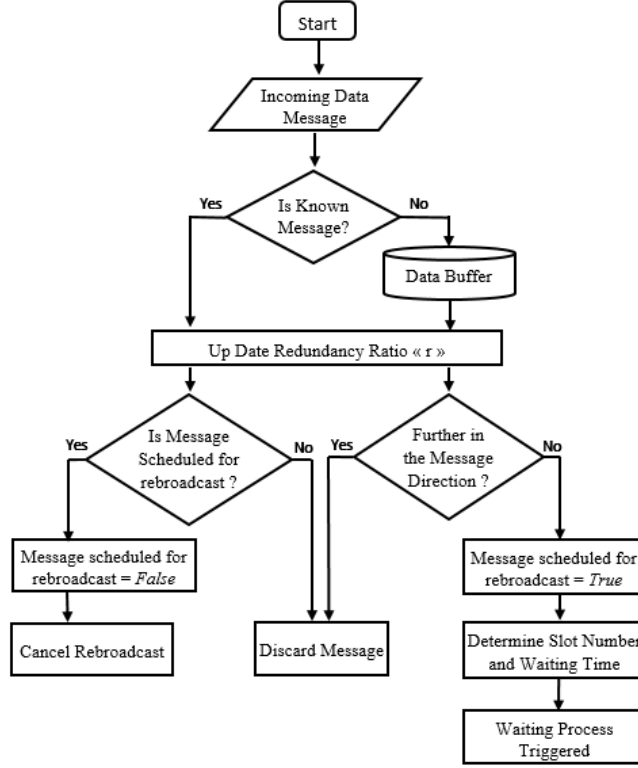 Start
Incoming Data
Message
Yes
Is Known
Message?
No
Data Buffer
Up Date Redundancy Ratio « r »
Yes
Is Message
Scheduled for
rebroadcast ?
No
Yes
Further in
the Message
Direction ?
No
Message scheduled for
rebroadcast = False
Message scheduled for
rebroadcast = True
Cancel Rebroadcast
Discard Message
Determine Slot Number
and Waiting Time
Waiting Process
Triggered